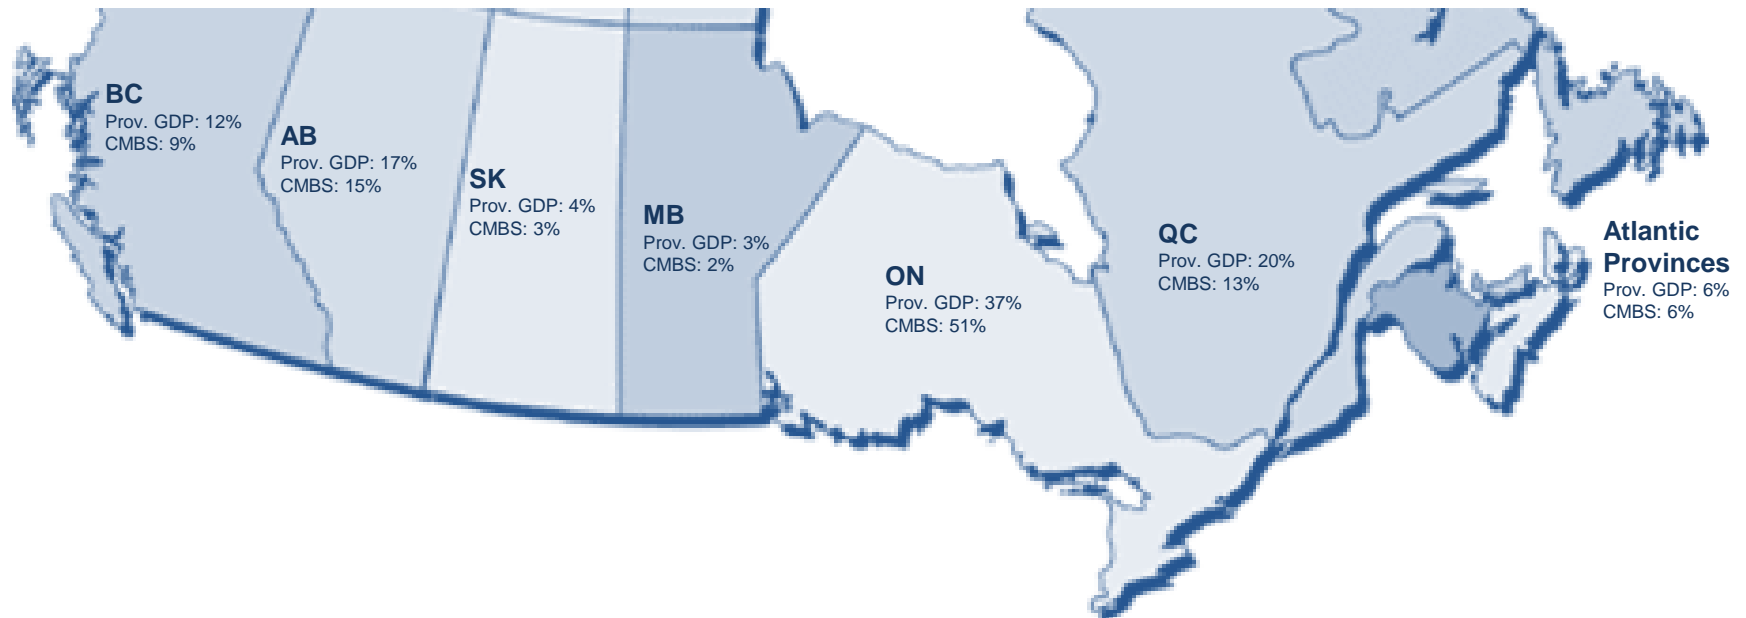 BC
Prov. GDP: 12%
CMBS: 9%
AB
Prov. GDP: 17%
CMBS: 15%
SK
Prov. GDP: 4%
CMBS: 3%
MB
Prov. GDP: 3%
CMBS: 2%
ON
Prov. GDP: 37%
CMBS: 51%
QC
Prov. GDP: 20%
CMBS: 13%
Atlantic
Provinces
Prov. GDP: 6%
CMBS: 6%